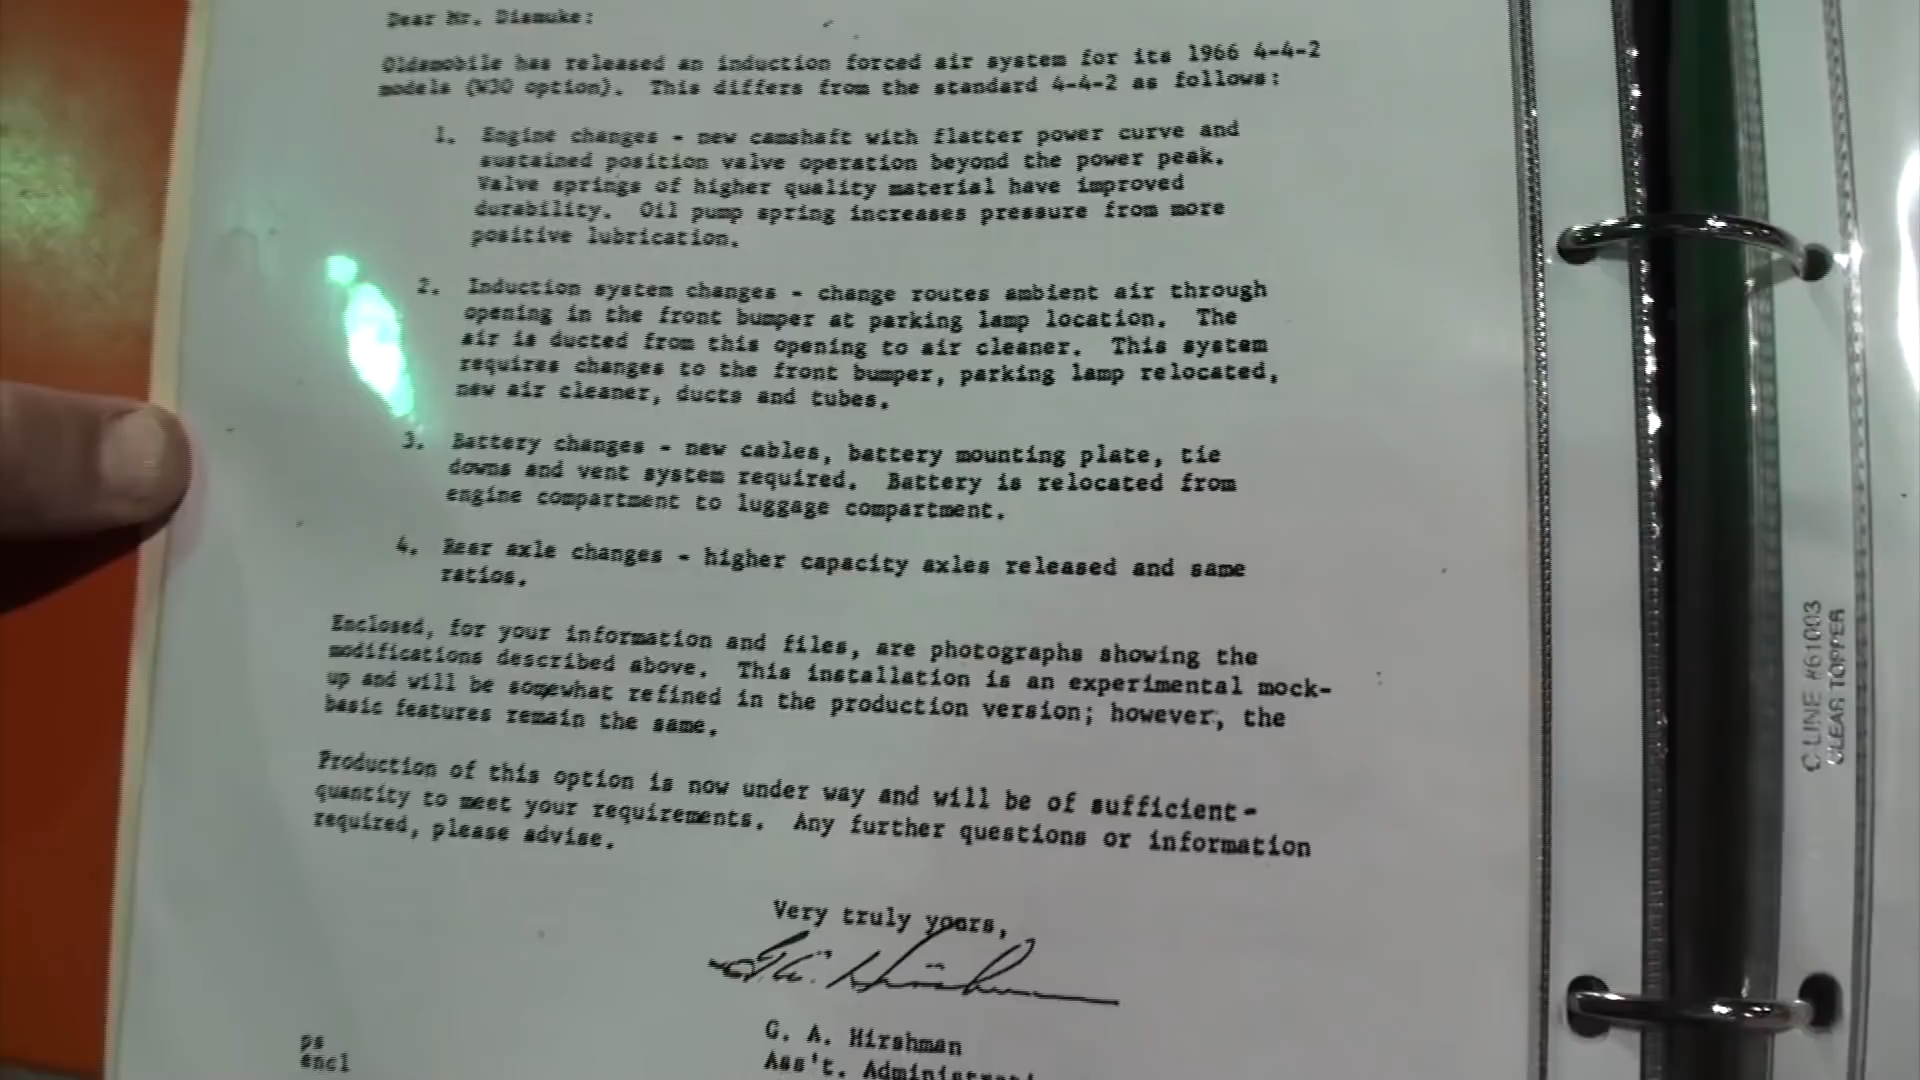 Dear Mr. Dismuke:
Oldsmobile has released an induction forced air system for its 1966 4-4-2
models (W30 option). This differs from the standard 4-4-2 as follows:
1. Engine changes - new camshaft with flatter power curve and
sustained position valve operation beyond the power peak.
Valve springs of higher quality material have improved
durability. Oil pump spring increases pressure from more
positive lubrication.
2. Induction system changes - change routes ambient air through
opening in the front bumper at parking lamp location. The
air is ducted from this opening to air cleaner. This system
requires changes to the front bumper, parking lamp relocated,
new air cleaner, ducts and tubes.
3. Battery changes - new cables, battery mounting plate, tie
downs and vent system required. Battery is relocated from
engine compartment to luggage compartment.
4. Rear axle changes - higher capacity axles released and same
ratios.
Enclosed, for your information and files, are photographs showing the
modifications described above. This installation is an experimental mock-
up and will be somewhat refined in the production version; however, the
basic features remain the same.
Production of this option is now under way and will be of sufficient-
quantity to meet your requirements. Any further questions or information
required, please advise.
Very truly yours,
G. A. Hirshman
G. A. Hirshman
Ass't. Administrati
ps
encl
C-LINE #61003
CLEAR TOPPER